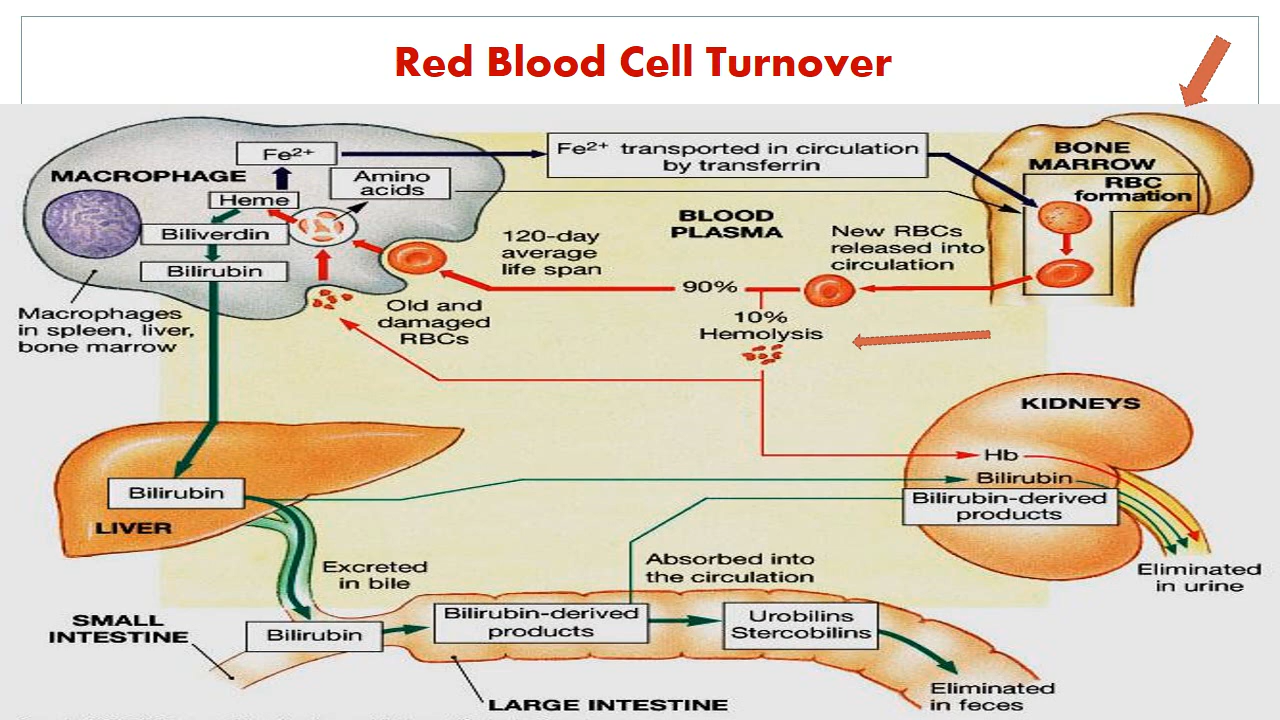 Red Blood Cell Turnover
MACROPHAGE
Fe2+
Amino
acids
Heme
Biliverdin
Bilirubin
Macrophages
in spleen, liver,
bone marrow
Fe2+ transported in circulation
by transferrin
BONE
MARROW
RBC
formation
BLOOD
PLASMA
120-day
average
life span
New RBCs
released into
circulation
90%
10%
Hemolysis
Old and
damaged
RBCs
KIDNEYS
Hb
Bilirubin
Bilirubin-derived
products
Eliminated
in urine
Bilirubin
LIVER
Excreted
in bile
Absorbed into
the circulation
SMALL
INTESTINE
Bilirubin
Bilirubin-derived
products
Urobilins
Stercobilins
LARGE INTESTINE
Eliminated
in feces